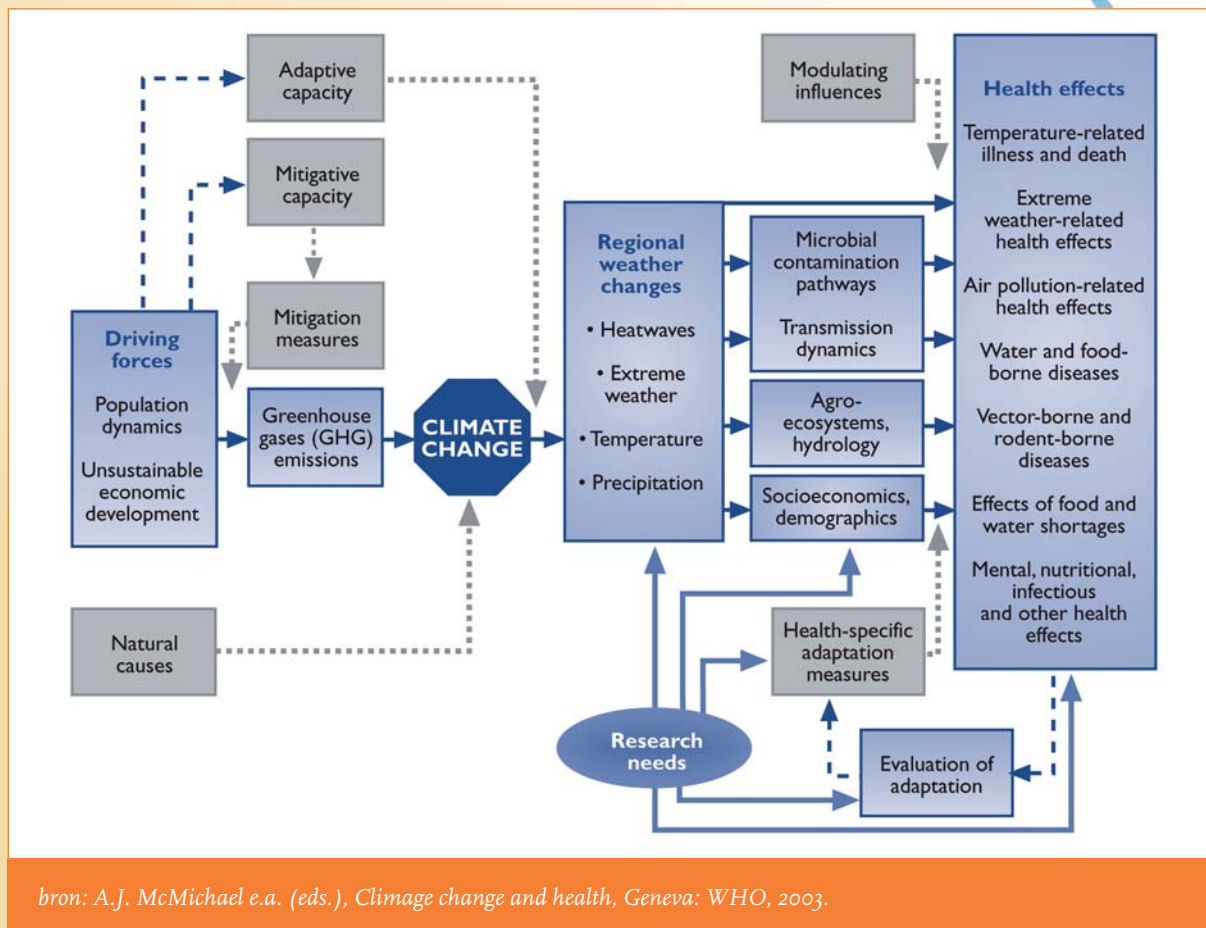 Adaptive
capacity
Mitigative
capacity
Mitigation
measures
Driving
forces
Population
dynamics
Unsustainable
economic
development
Greenhouse
gases (GHG)
emissions
CLIMATE
CHANGE
Natural
causes
Regional
weather
changes
• Heatwaves
• Extreme
weather
• Temperature
• Precipitation
Modulating
influences
Microbial
contamination
pathways
Transmission
dynamics
Agro-
ecosystems,
hydrology
Socioeconomics,
demographics
Health effects
Temperature-related
illness and death
Extreme
weather-related
health effects
Air pollution-related
health effects
Water and food-
borne diseases
Vector-borne and
rodent-borne
diseases
Effects of food and
water shortages
Mental, nutritional,
infectious
and other health
effects
Health-specific
adaptation
measures
Research
needs
Evaluation of
adaptation
bron: A.J. McMichael e.a. (eds.), Climage change and health, Geneva: WHO, 2003.